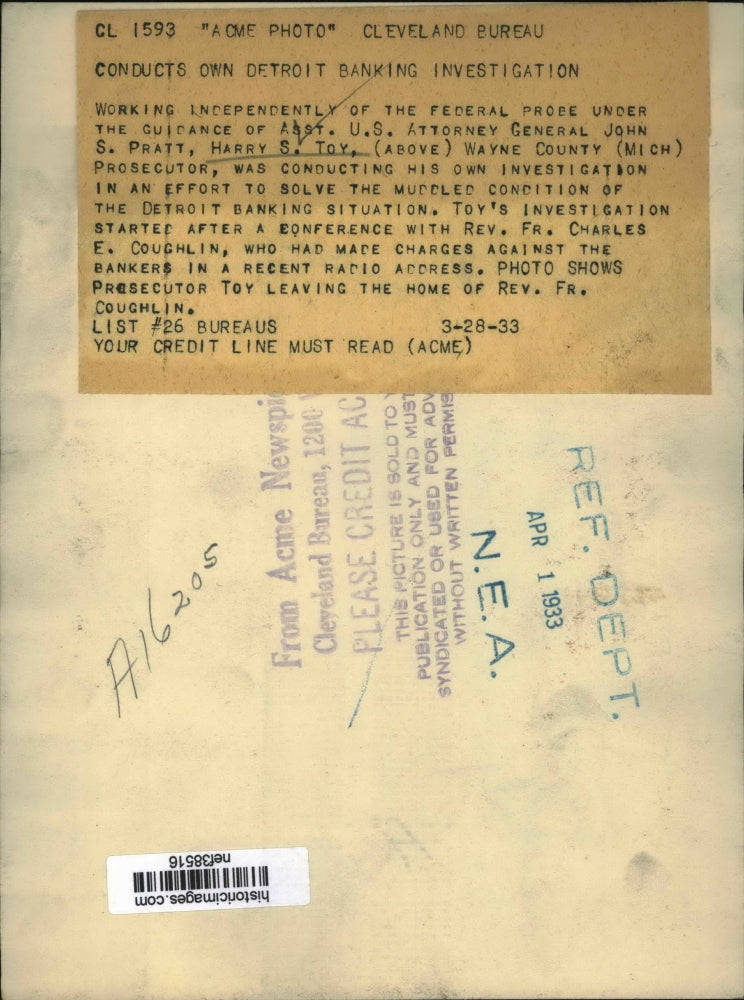 CL 1593 "ACME PHOTO" CLEVELAND BUREAU
CONDUCTS OWN DETROIT BANKING INVESTIGATION
WORKING INDEPENDENTLY OF THE FEDERAL PROBE UNDER
THE GUIDANCE OF ASST. U.S. ATTORNEY GENERAL JOHN
S. PRATT, HARRY S. TOY, (ABOVE) WAYNE COUNTY (MICH)
PROSECUTOR, WAS CONDUCTING HIS OWN INVESTIGATION
IN AN EFFORT TO SOLVE THE MUDDLED CONDITION OF
THE DETROIT BANKING SITUATION. TOY'S INVESTIGATION
STARTED AFTER A CONFERENCE WITH REV. FR. CHARLES
E. COUGHLIN, WHO HAD MADE CHARGES AGAINST THE
BANKERS IN A RECENT RADIO ADDRESS. PHOTO SHOWS
PROSECUTOR TOY LEAVING THE HOME OF REV. FR.
COUGHLIN.
LIST #26 BUREAUS 3-28-33
YOUR CREDIT LINE MUST READ (ACME)
From Acme Newspi
Cleveland Bureau, 1200
PLEASE CREDIT AC
THIS PICTURE IS SOLD TO Y
PUBLICATION ONLY AND MUST
SYNDICATED OR USED FOR ADV
WITHOUT WRITTEN PERMIS
N.E.A.
APR 1 1933
REF. DEPT.
A16205
historicimages.com
nef38516